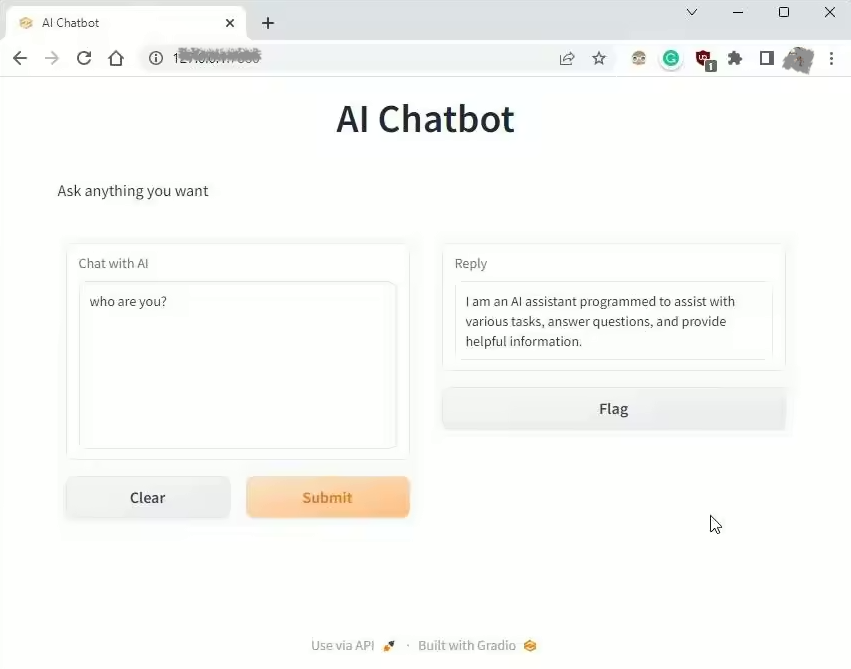 AI Chatbot
AI Chatbot
Ask anything you want
Chat with AI
who are you?
Clear
Submit
Reply
I am an AI assistant programmed to assist with
various tasks, answer questions, and provide
helpful information.
Flag
1
Use via API · Built with Gradio